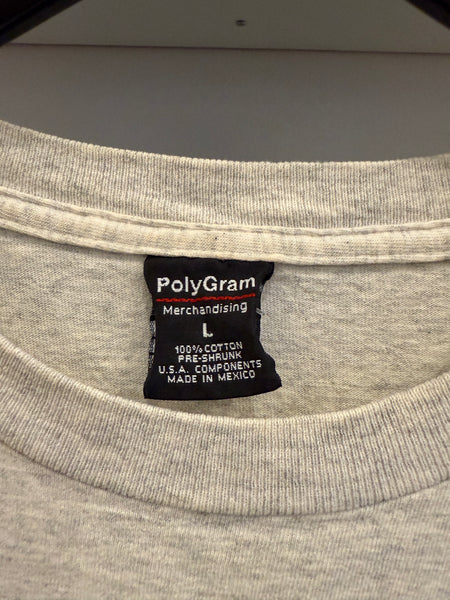 PolyGram
Merchandising
L
100% COTTON
PRE-SHRUNK
U.S.A. COMPONENTS
MADE IN MEXICO